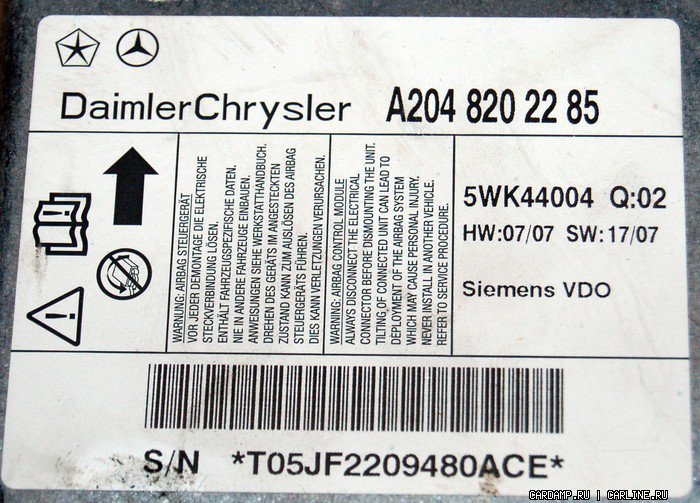 DaimlerChrysler A204 820 22 85
WARNUNG: AIRBAG STEUERGERÄT
VOR JEDER DEMONTAGE DIE ELEKTRISCHE
STECKVERBINDUNG LÖSEN.
ENTHÄLT FAHRZEUGSPEZIFISCHE DATEN.
NIE IN ANDERE FAHRZEUGE EINBAUEN.
ANWEISUNGEN SIEHE WERKSTATTHANDBUCH.
DREHEN DES GERÄTS IM ANGESTECKTEN
ZUSTAND KANN ZUM AUSLÖSEN DES AIRBAG
STEUERGERÄTS FÜHREN.
DIES KANN VERLETZUNGEN VERURSACHEN.
WARNING: AIRBAG CONTROL MODULE
ALWAYS DISCONNECT THE ELECTRICAL
CONNECTOR BEFORE DISMOUNTING THE UNIT.
TILTING OF CONNECTED UNIT CAN LEAD TO
DEPLOYMENT OF THE AIRBAG SYSTEM
WHICH MAY CAUSE PERSONAL INJURY.
NEVER INSTALL IN ANOTHER VEHICLE.
REFER TO SERVICE PROCEDURE.
5WK44004 Q:02
HW:07/07 SW:17/07
Siemens VDO
S/N *T05JF2209480ACE*
CARDAMP.RU | CARLINE.RU